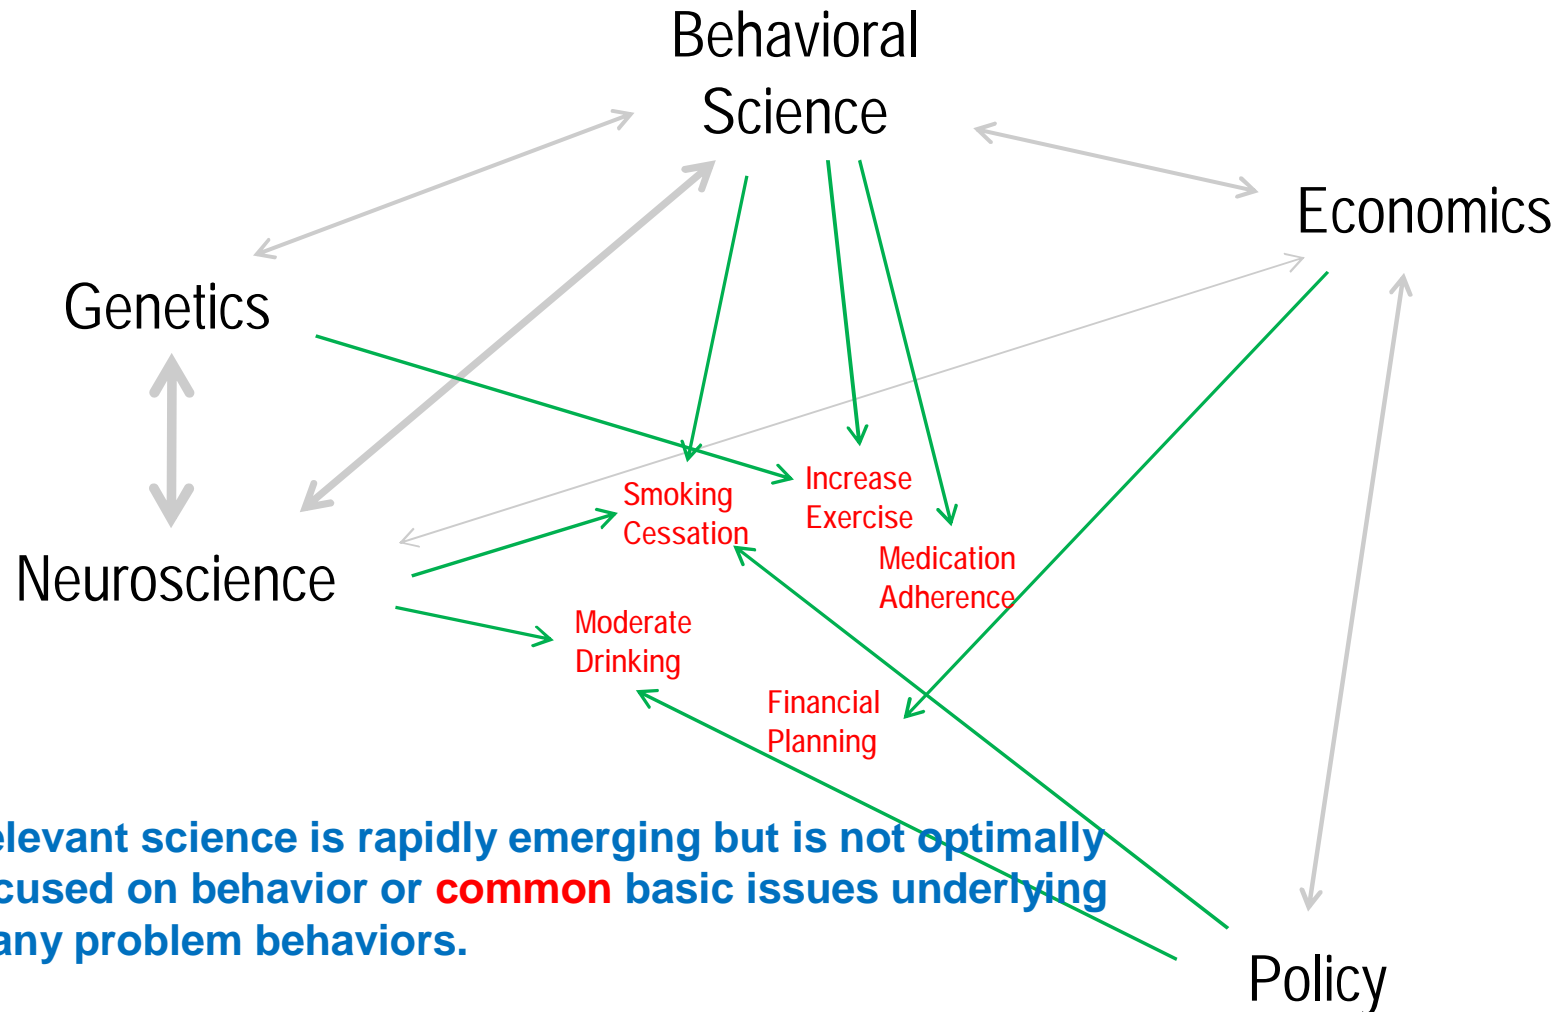 Behavioral
Science
Economics
Genetics
Increase
Exercise
Smoking
Cessation
Medication
Adherence
Neuroscience
Moderate
Drinking
Financial
Planning
elevant science is rapidly emerging but is not optimally
cused on behavior or common basic issues underlying
any problem behaviors.
Policy